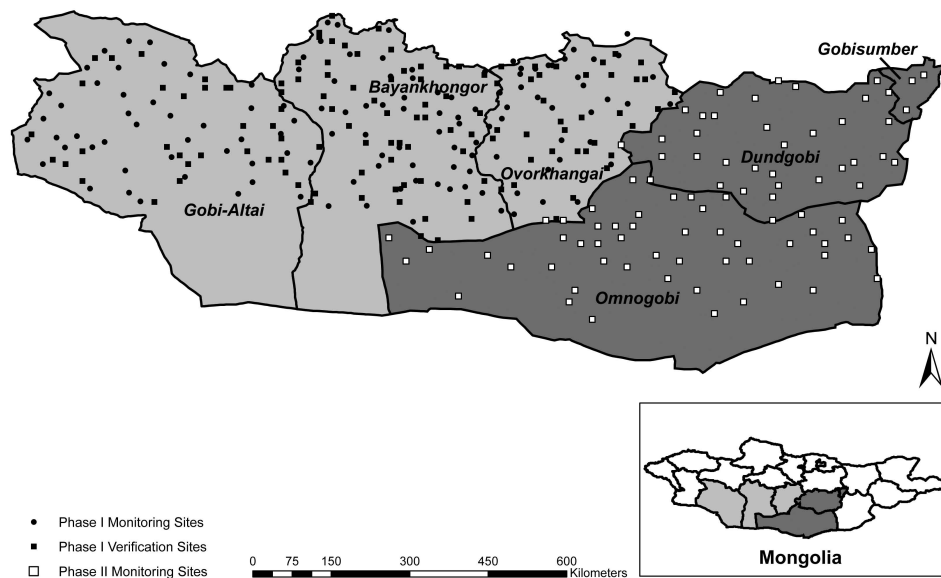 Gobisumber
Bayankhongor
Dundgobi
Ovorkhangai
Gobi-Altai
Omnogobi
N
Phase I Monitoring Sites
Phase I Verification Sites
Phase II Monitoring Sites
0 75 150 300 450 600
Kilometers
Mongolia